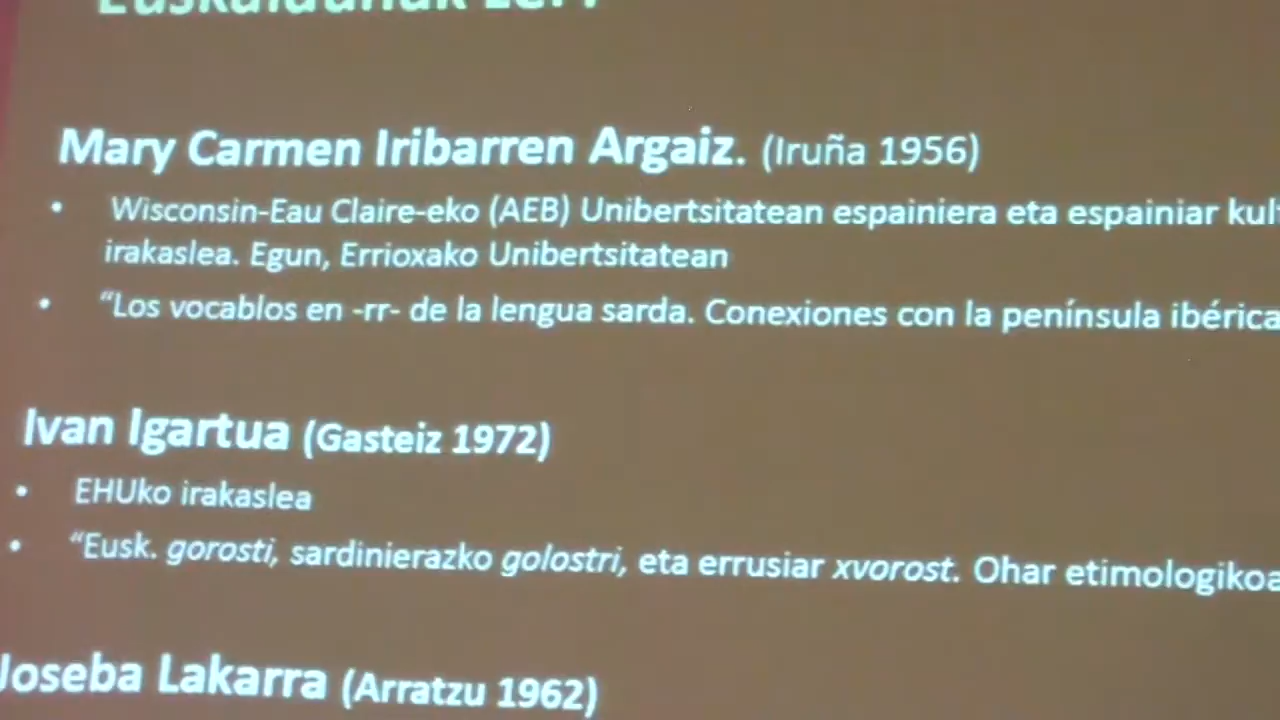 Mary Carmen Iribarren Argaiz. (Iruña 1956)
• Wisconsin-Eau Claire-eko (AEB) Unibertsitatean espainiera eta espainiar
irakaslea. Egun, Errioxako Unibertsitatean
• “Los vocablos en -rr- de la lengua sarda. Conexiones con la península ibérica
Ivan Igartua (Gasteiz 1972)
• EHUko irakaslea
• “Eusk. gorosti, sardinierazko golostri, eta errusiar xvorost. Ohar etimologikoa
Joseba Lakarra (Arratzu 1962)